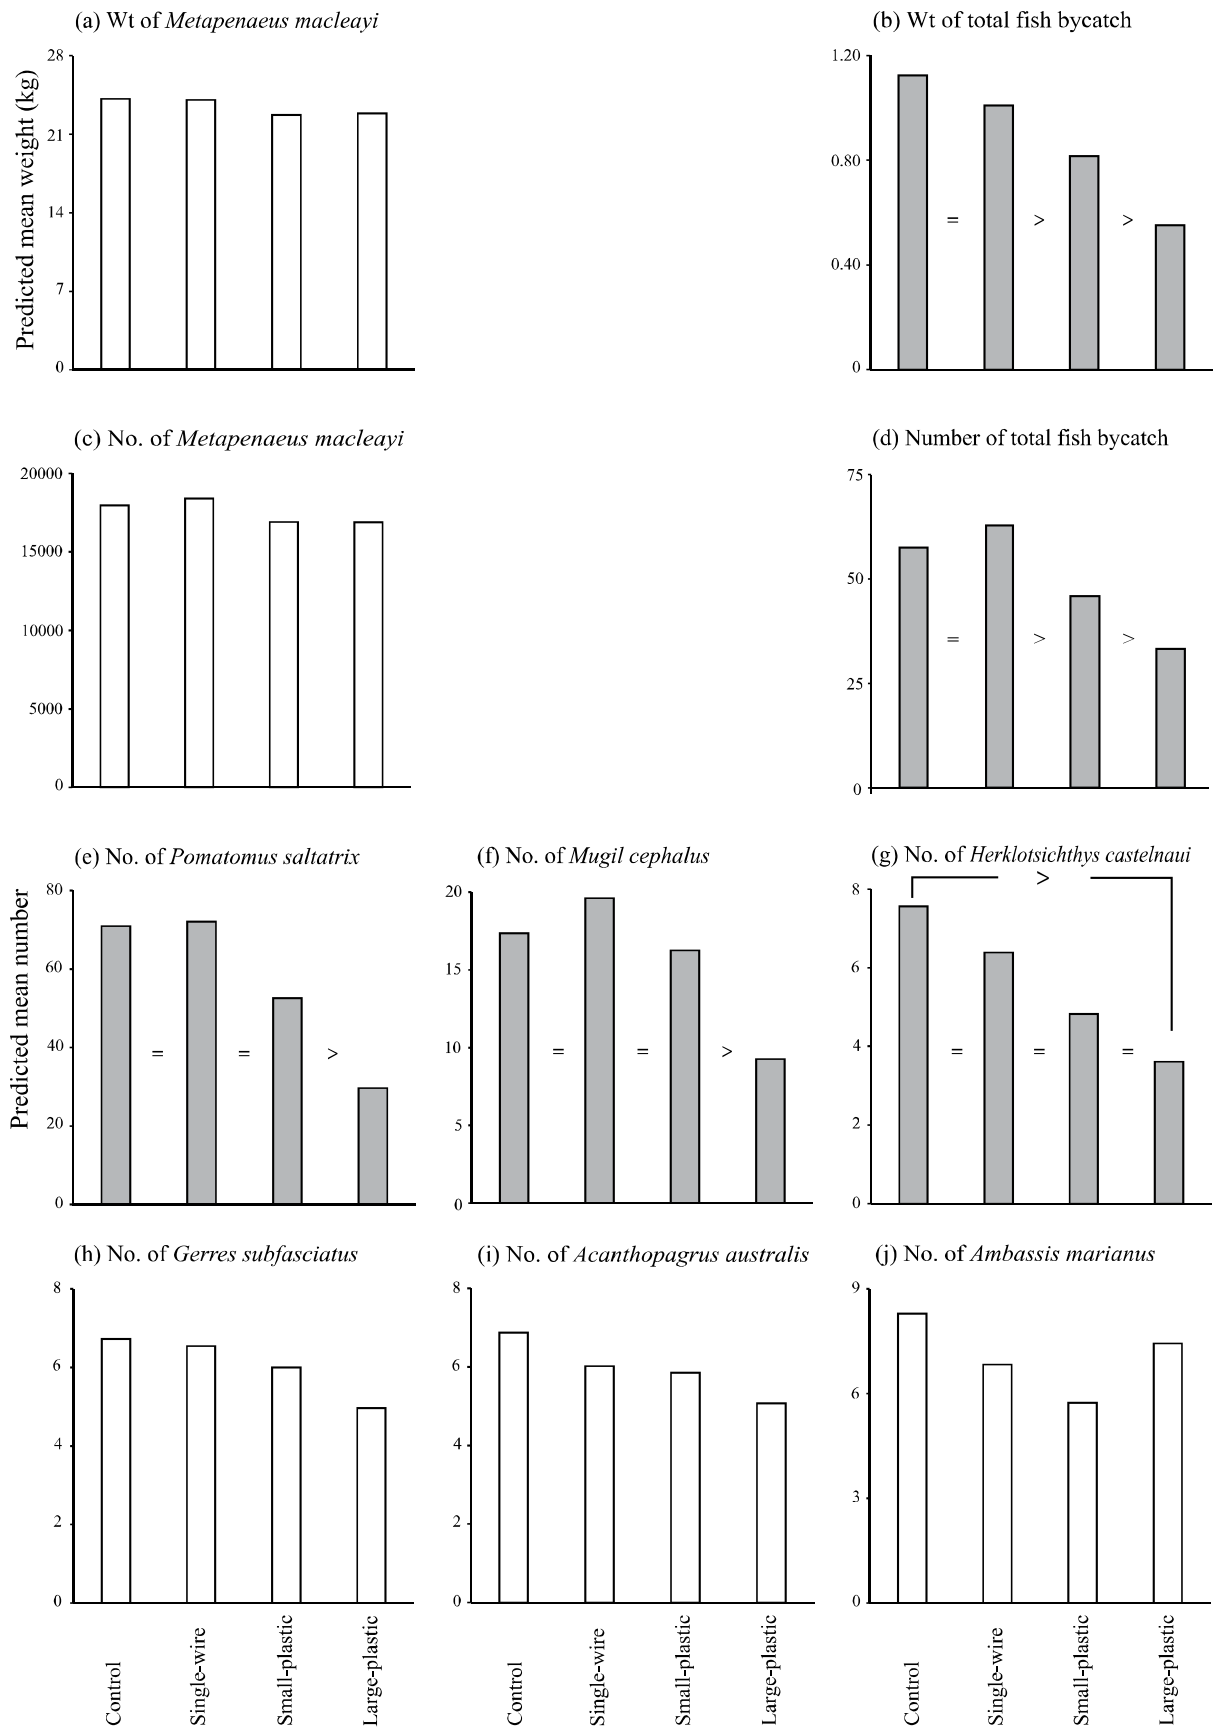 (a) Wt of Metapenaeus macleayi
(b) Wt of total fish bycatch
Predicted mean weight (kg)
28
21
14
7
0
1.20
0.80
0.40
0
= > >
(c) No. of Metapenaeus macleayi
(d) Number of total fish bycatch
20000
15000
10000
5000
0
75
50
25
0
= > >
(e) No. of Pomatomus saltatrix
(f) No. of Mugil cephalus
(g) No. of Herklotsichthys castelnaui
Predicted mean number
80
60
40
20
0
= = >
20
15
10
5
0
= = >
>
8
6
4
2
0
= = =
(h) No. of Gerres subfasciatus
(i) No. of Acanthopagrus australis
(j) No. of Ambassis marianus
8
6
4
2
0
8
6
4
2
0
9
6
3
0
Control
Single-wire
Small-plastic
Large-plastic
Control
Single-wire
Small-plastic
Large-plastic
Control
Single-wire
Small-plastic
Large-plastic